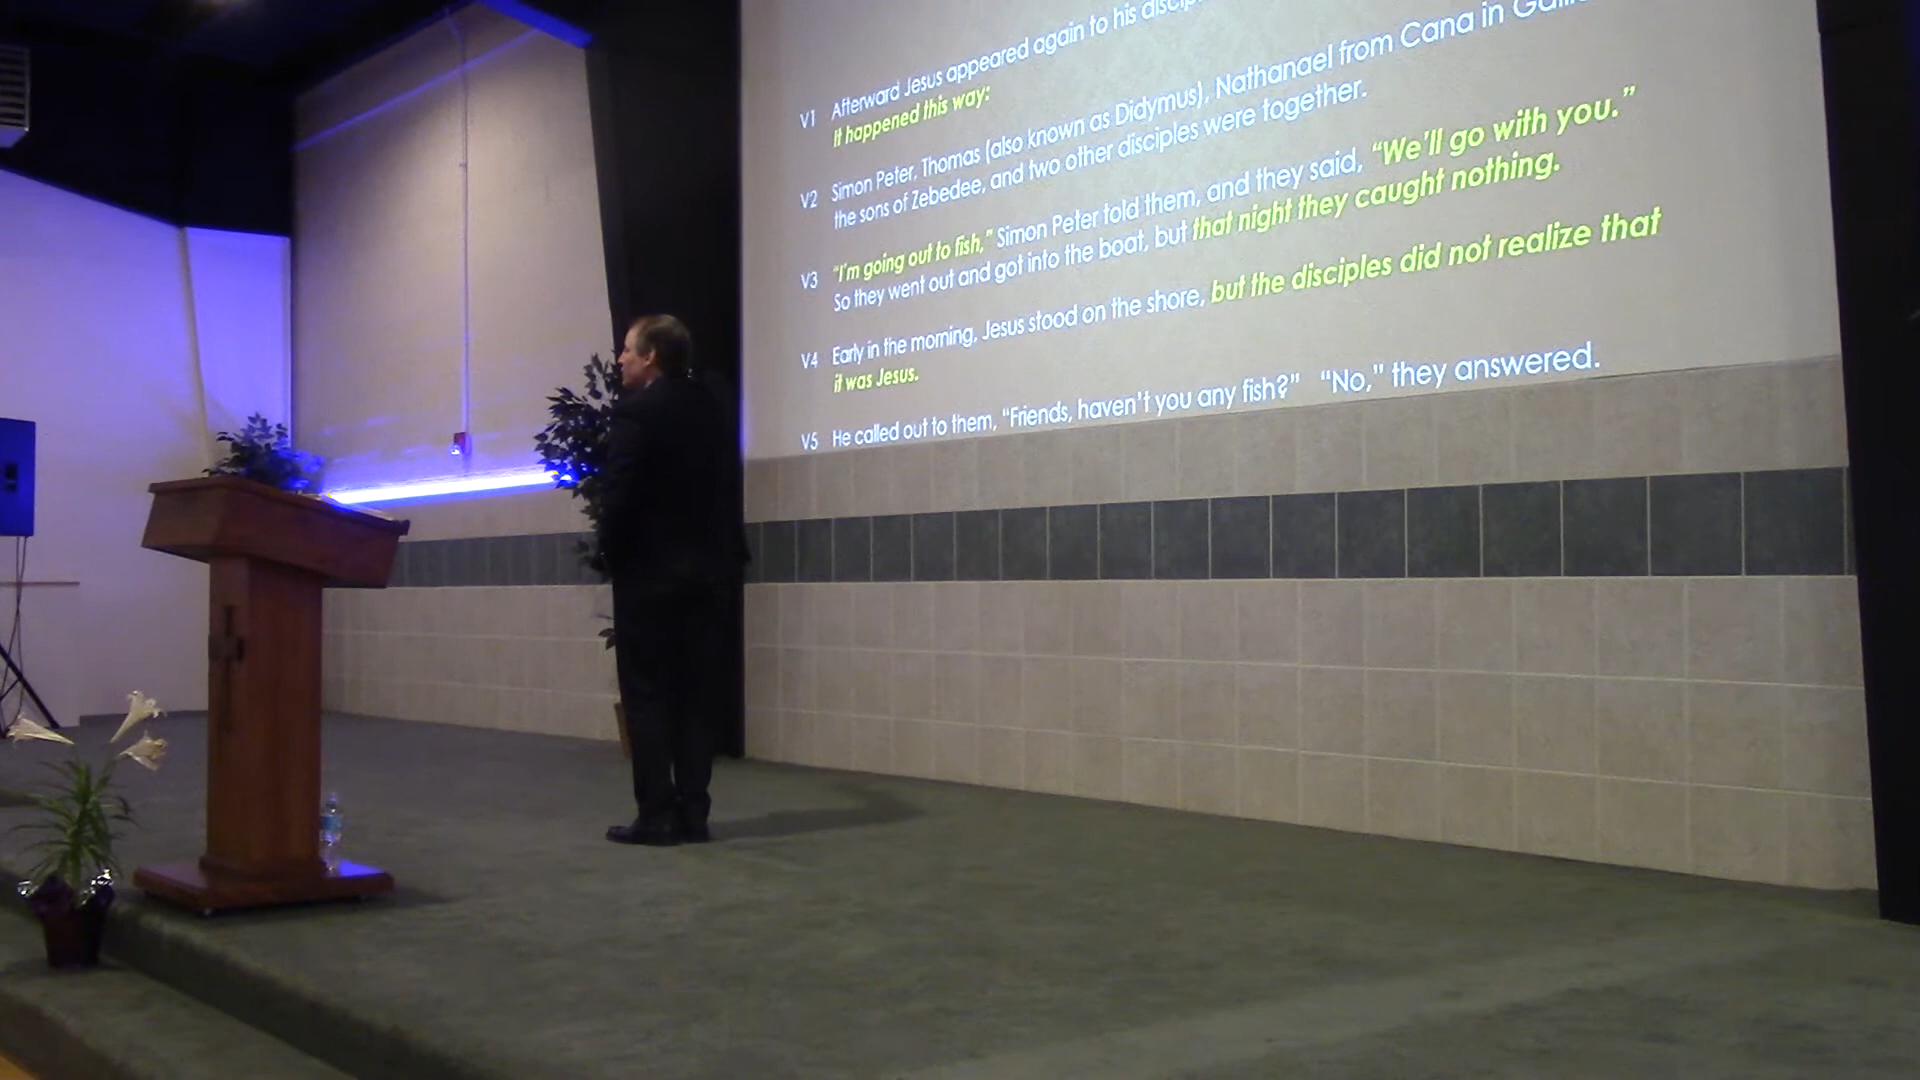 V1 Afterward Jesus appeared again to his
It happened this way:
V2 Simon Peter, Thomas (also known as Didymus), Nathanael from Cana in
the sons of Zebedee, and two other disciples were together.
V3 "I'm going out to fish," Simon Peter told them, and they said, "We'll go with you."
So they went out and got into the boat, but that night they caught nothing.
V4 Early in the morning, Jesus stood on the shore, but the disciples did not realize that
it was Jesus.
V5 He called out to them, "Friends, haven't you any fish?" "No," they answered.